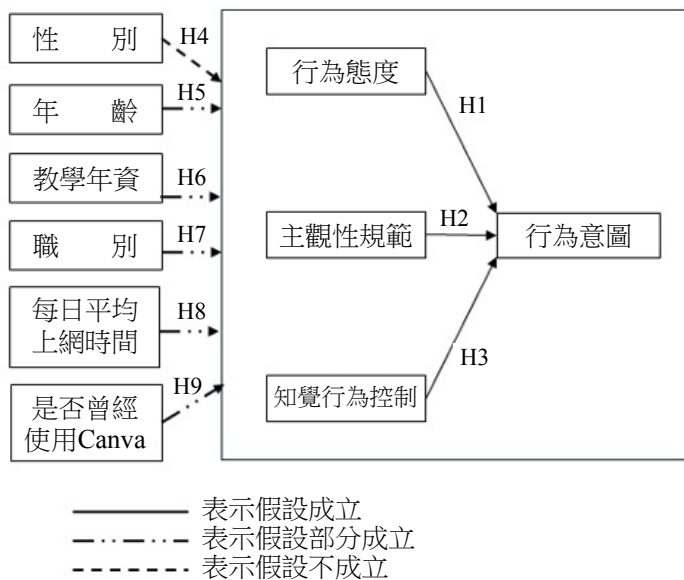 性 別
H4
年 齡
H5
教學年資
H6
職 別
H7
每日平均
上網時間
H8
是否曾經
使用Canva
H9
行為態度
H1
主觀性規範
H2
行為意圖
知覺行為控制
H3
表示假設成立
表示假設部分成立
表示假設不成立